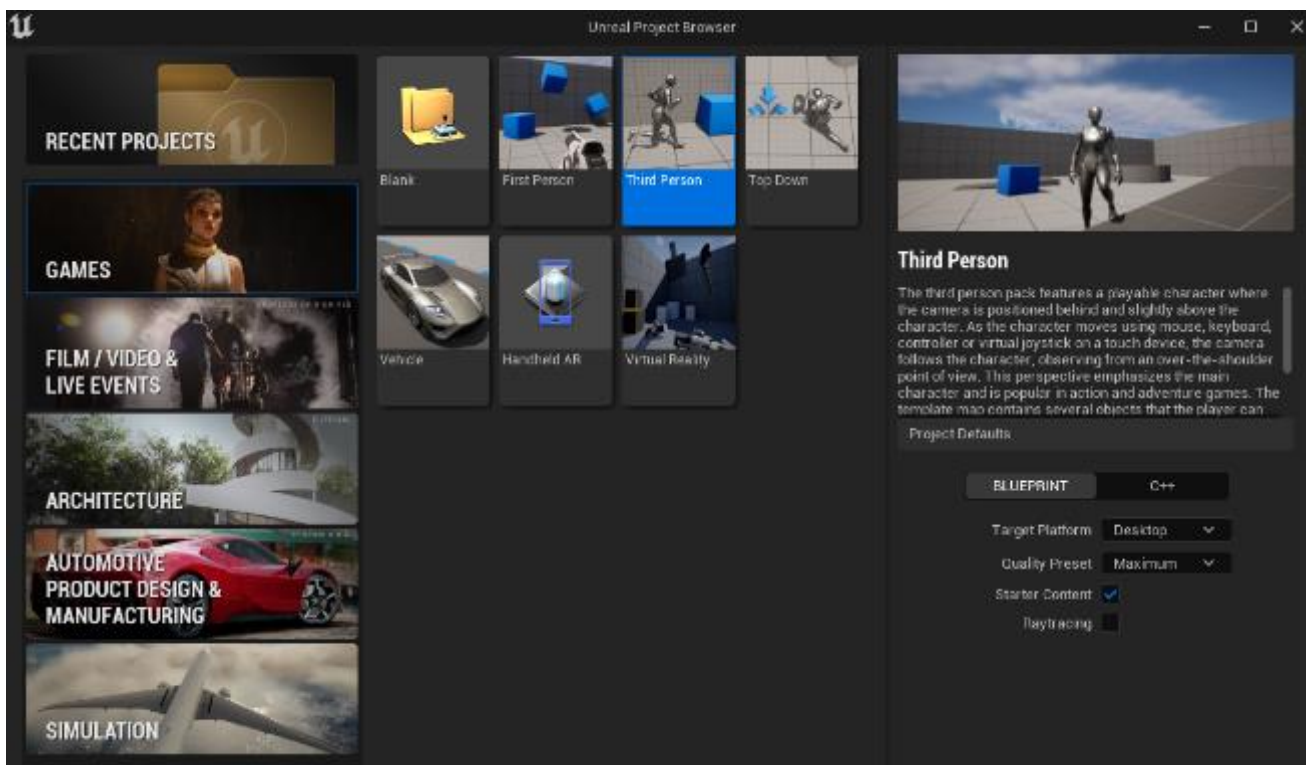 Unreal Project Browser
RECENT PROJECTS
GAMES
FILM / VIDEO &
LIVE EVENTS
ARCHITECTURE
AUTOMOTIVE
PRODUCT DESIGN &
MANUFACTURING
SIMULATION
Blank
First Person
Third Person
Top Down
Vehicle
Handheld AR
Virtual Reality
Third Person
The third person pack features a playable character where
the camera is positioned behind and slightly above the
character. As the character moves using mouse, keyboard,
controller or virtual joystick on a touch device, the camera
follows the character, observing from an over-the-shoulder
point of view. This perspective emphasizes the main
character and is popular in action and adventure games. The
template map contains several objects that the player can
Project Defaults
BLUEPRINT C++
Target Platform Desktop
Quality Preset Maximum
Starter Content
Raytracing